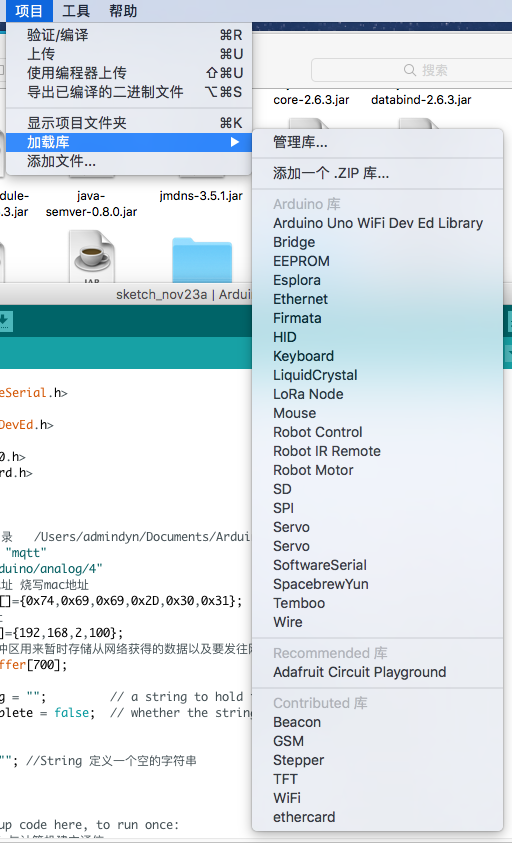 项目 工具 帮助
验证/编译 ⌘R
上传 ⌘U
使用编程器上传 ⇧⌘U
导出已编译的二进制文件 ⌥⌘S
显示项目文件夹 ⌘K
加载库
添加文件...
搜索
core-2.6.3.jar
databind-2.6.3.jar
dule-
.3.jar
java-
semver-0.8.0.jar
jmdns-3.5.1.jar
JAR
管理库...
添加一个 .ZIP 库...
Arduino 库
Arduino Uno WiFi Dev Ed Library
Bridge
EEPROM
Esplora
Ethernet
Firmata
HID
Keyboard
LiquidCrystal
LoRa Node
Mouse
Robot Control
Robot IR Remote
Robot Motor
SD
SPI
Servo
Servo
SoftwareSerial
SpacebrewYun
Temboo
Wire
Recommended 库
Adafruit Circuit Playground
Contributed 库
Beacon
GSM
Stepper
TFT
WiFi
ethercard
sketch_nov23a | Ardui
eSerial.h>
DevEd.h>
0.h>
rd.h>
录 /Users/admindyn/Documents/Ardui
"mqtt"
duino/analog/4"
址 烧写mac地址
[]={0x74,0x69,0x69,0x2D,0x30,0x31};
]={192,168,2,100};
冲区用来暂时存储从网络获得的数据以及要发往网
ffer[700];
g = ""; // a string to hold
plete = false; // whether the string
""; //String 定义一个空的字符串
up code here, to run once: